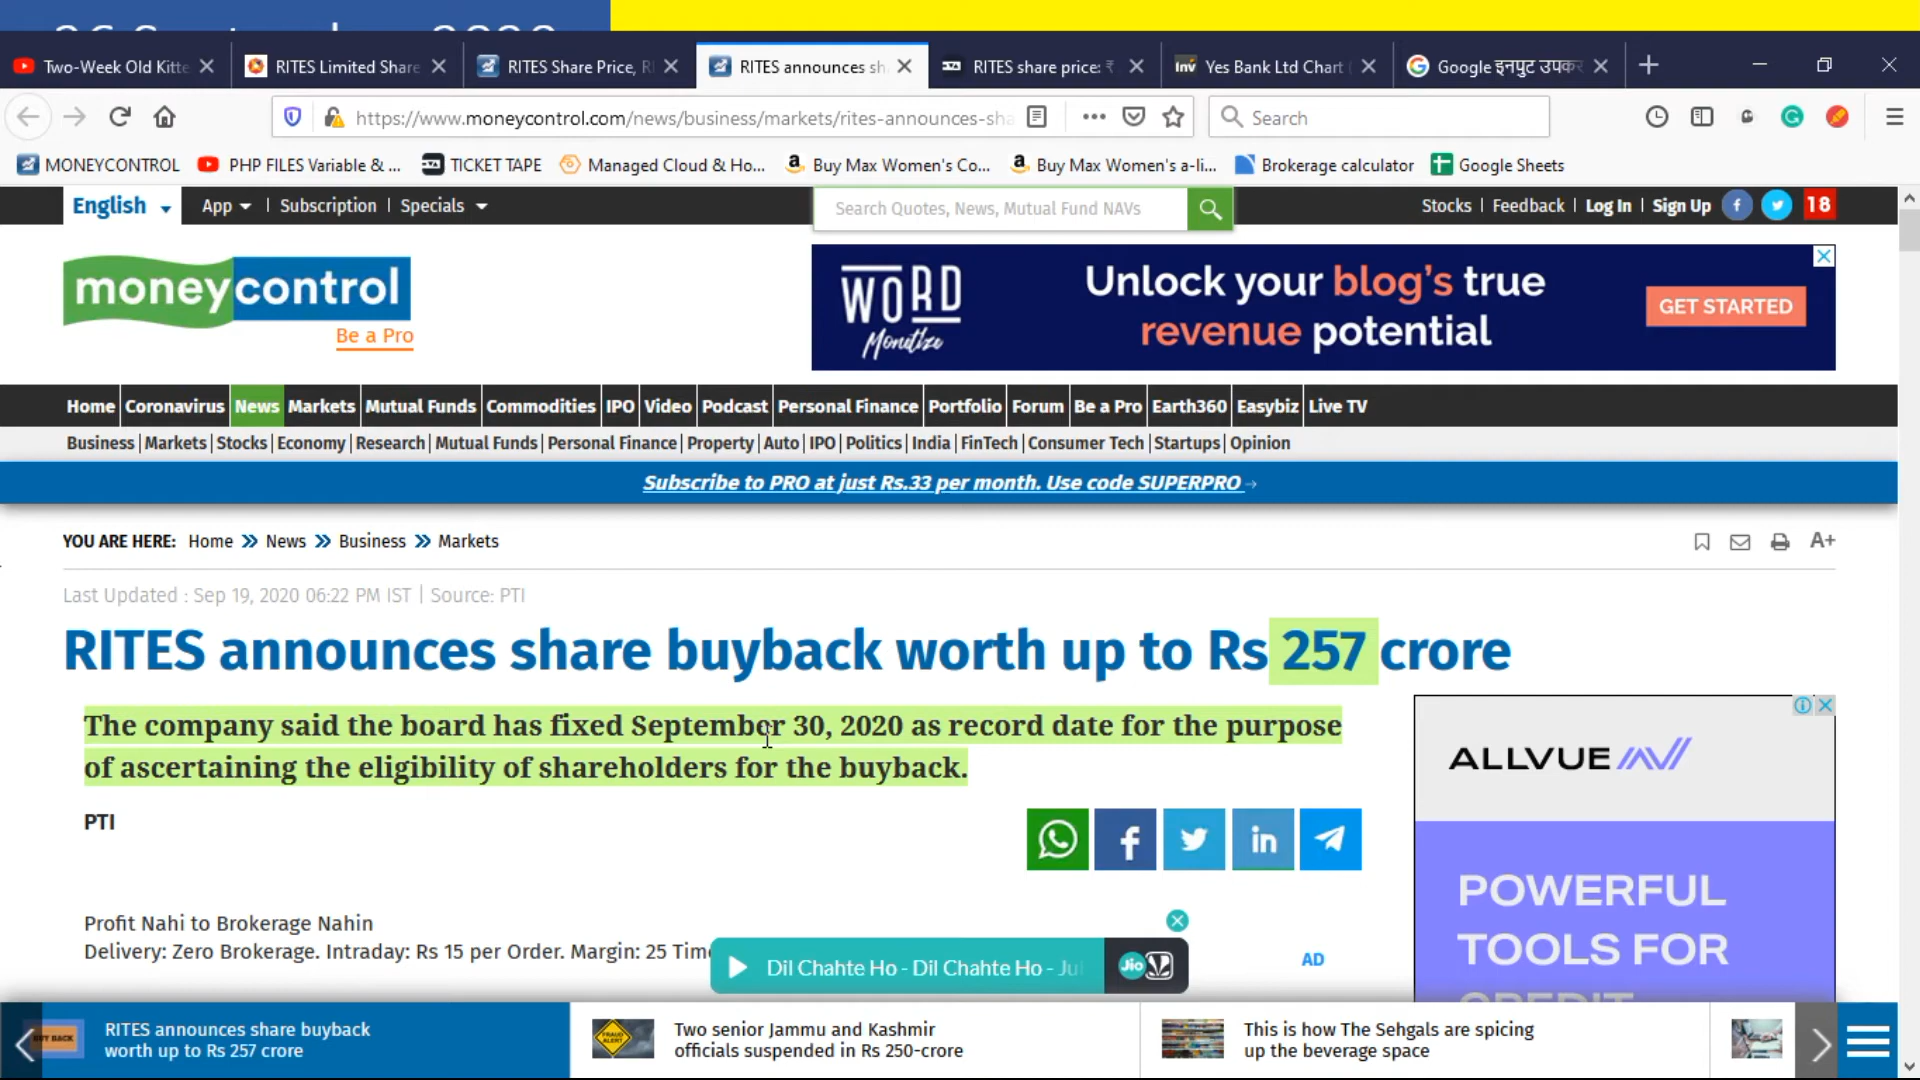 Two-Week Old Kitte
RITES Limited Share
RITES Share Price, R
RITES announces sh
RITES share price: ₹
Yes Bank Ltd Chart
Google इनपुट उपकर
https://www.moneycontrol.com/news/business/markets/rites-announces-sha
Search
MONEYCONTROL
PHP FILES Variable & ...
TICKET TAPE
Managed Cloud & Ho...
Buy Max Women's Co...
Buy Max Women's a-li...
Brokerage calculator
Google Sheets
English
App | Subscription | Specials
Search Quotes, News, Mutual Fund NAVs
Stocks | Feedback | Log In | Sign Up
18
moneycontrol
Be a Pro
WORD
Monetize
Unlock your blog's true
revenue potential
GET STARTED
Home Coronavirus News Markets Mutual Funds Commodities IPO Video Podcast Personal Finance Portfolio Forum Be a Pro Earth360 Easybiz Live TV
Business | Markets | Stocks | Economy | Research | Mutual Funds | Personal Finance | Property | Auto | IPO | Politics | India | FinTech | Consumer Tech | Startups | Opinion
Subscribe to PRO at just Rs.33 per month. Use code SUPERPRO →
YOU ARE HERE: Home » News » Business » Markets
A+
Last Updated : Sep 19, 2020 06:22 PM IST | Source: PTI
RITES announces share buyback worth up to Rs 257 crore
The company said the board has fixed September 30, 2020 as record date for the purpose
of ascertaining the eligibility of shareholders for the buyback.
PTI
ALLVUE
POWERFUL
TOOLS FOR
CREDIT
Profit Nahi to Brokerage Nahin
Delivery: Zero Brokerage. Intraday: Rs 15 per Order. Margin: 25 Time
Dil Chahte Ho - Dil Chahte Ho - Ju
Jio
AD
BUY BACK
RITES announces share buyback
worth up to Rs 257 crore
FRAUD
ALERT
Two senior Jammu and Kashmir
officials suspended in Rs 250-crore
This is how The Sehgals are spicing
up the beverage space